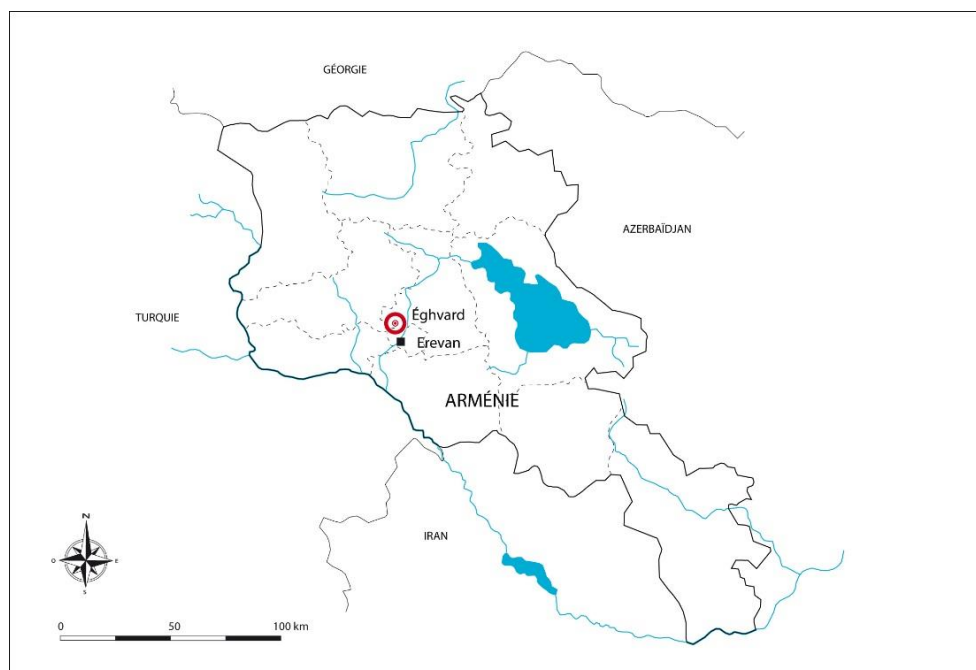 GÉORGIE
AZERBAÏDJAN
TURQUIE
Éghvard
Erevan
ARMÉNIE
IRAN
N
O
E
S
0 50 100 km